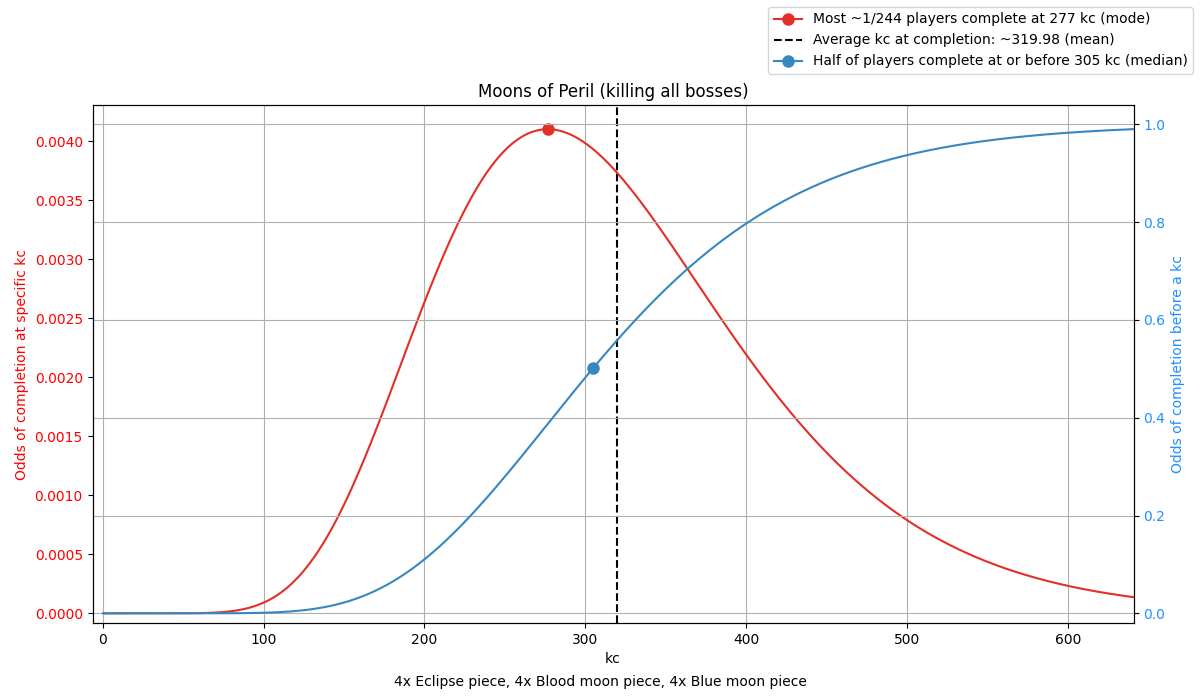 Most ~1/244 players complete at 277 kc (mode)
Average kc at completion: ~319.98 (mean)
Half of players complete at or before 305 kc (median)
Moons of Peril (killing all bosses)
Odds of completion at specific kc
0.0040
0.0035
0.0030
0.0025
0.0020
0.0015
0.0010
0.0005
0.0000
1.0
0.8
0.6
0.4
0.2
0.0
Odds of completion before a kc
0 100 200 300 400 500 600
kc
4x Eclipse piece, 4x Blood moon piece, 4x Blue moon piece